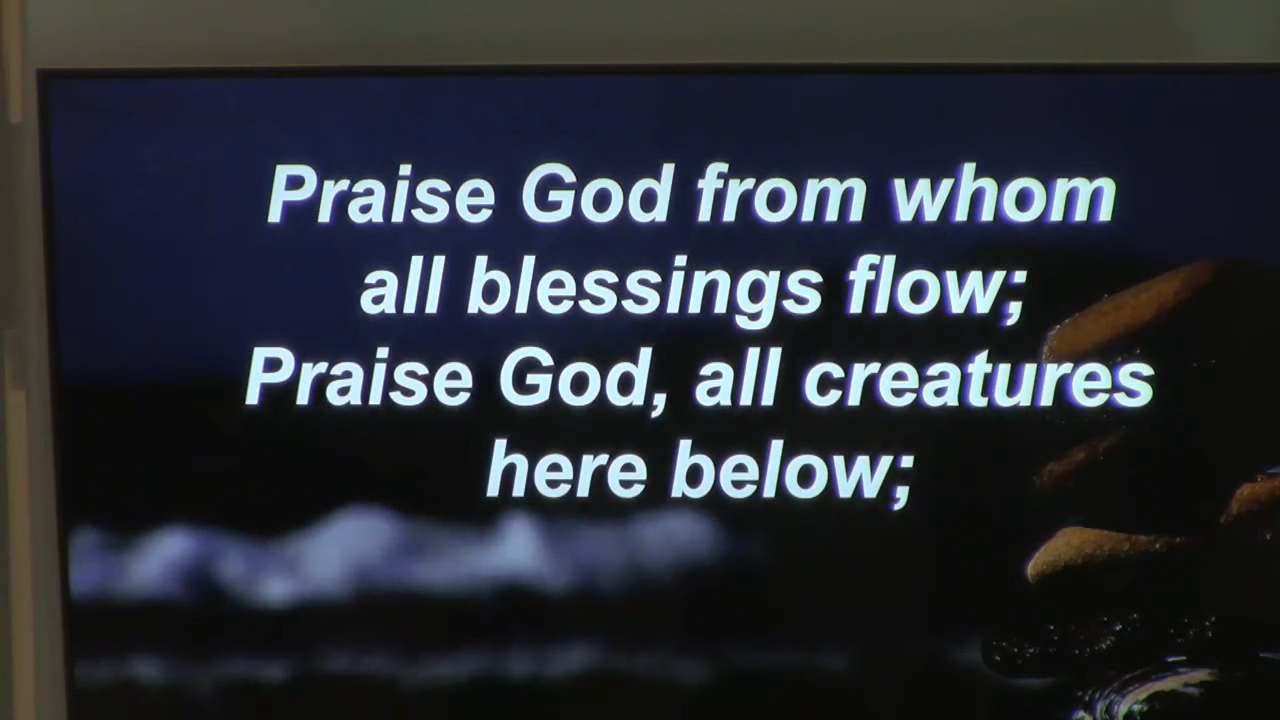 Praise God from whom
all blessings flow;
Praise God, all creatures
here below;